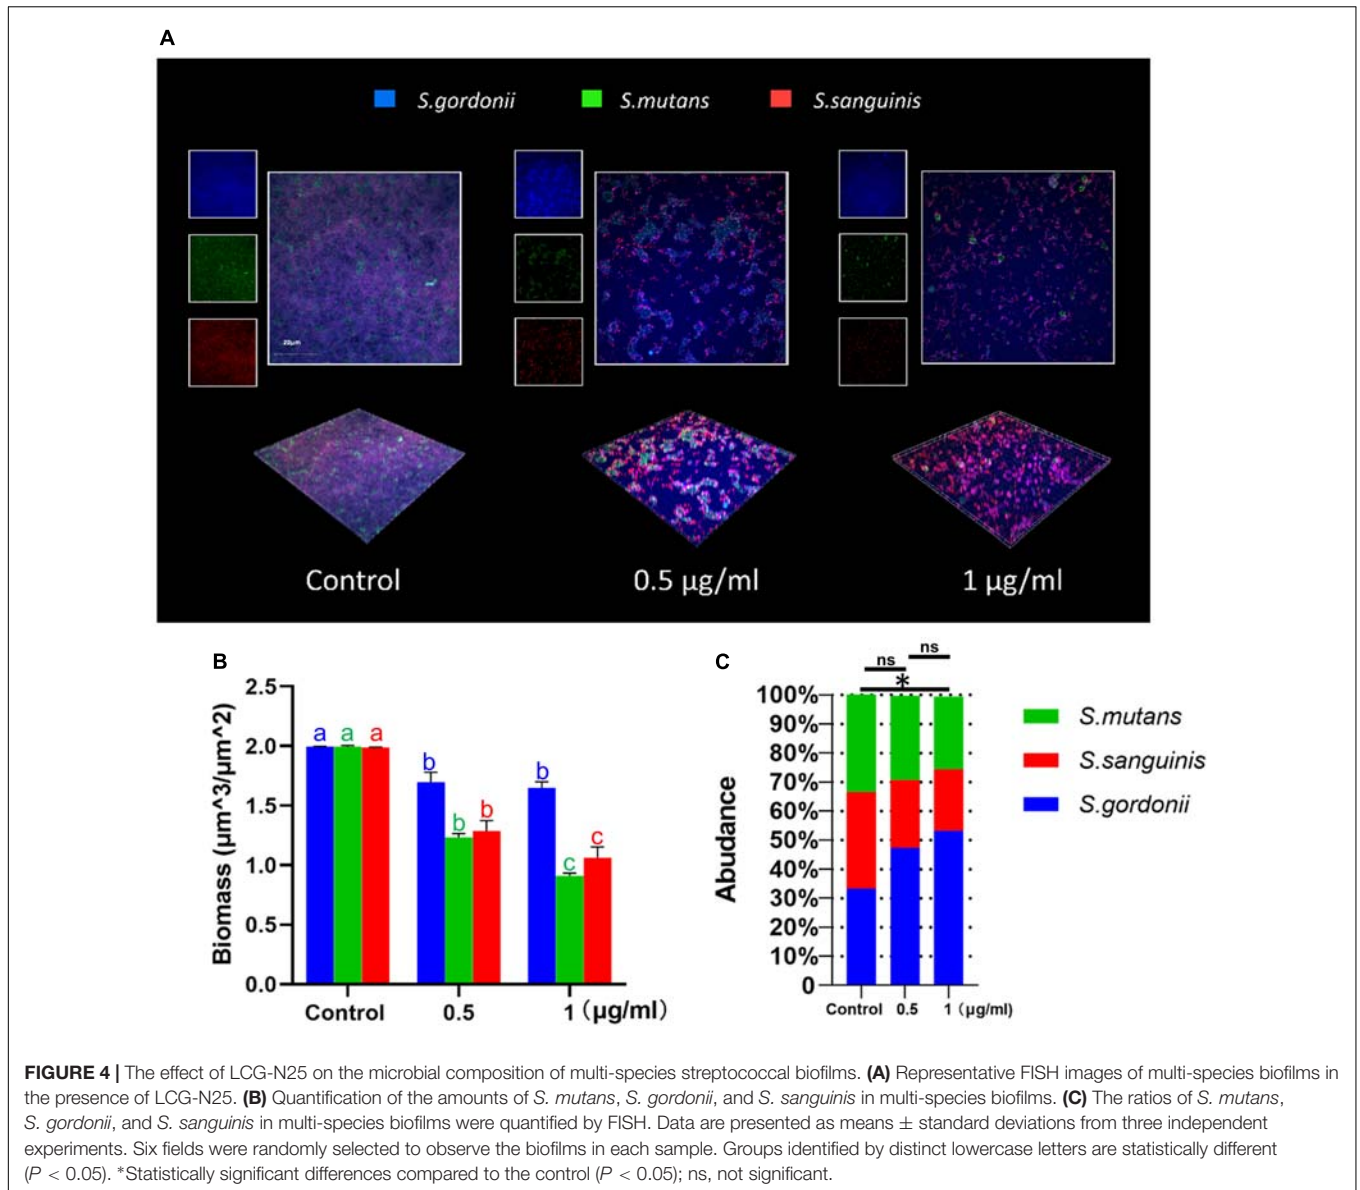 A
S.gordonii S.mutans S.sanguinis
20µm
Control 0.5 µg/ml 1 µg/ml
B
2.5
2.0
1.5
1.0
0.5
0.0
Biomass (µm^3/µm^2)
a a a
b b b
b c c
Control 0.5 1 (µg/ml)
C
ns ns
*
100%
90%
80%
70%
60%
50%
40%
30%
20%
10%
0
Abudance
Control 0.5 1 (µg/ml)
S.mutans
S.sanguinis
S.gordonii
FIGURE 4 | The effect of LCG-N25 on the microbial composition of multi-species streptococcal biofilms. (A) Representative FISH images of multi-species biofilms in
the presence of LCG-N25. (B) Quantification of the amounts of S. mutans, S. gordonii, and S. sanguinis in multi-species biofilms. (C) The ratios of S. mutans,
S. gordonii, and S. sanguinis in multi-species biofilms were quantified by FISH. Data are presented as means ± standard deviations from three independent
experiments. Six fields were randomly selected to observe the biofilms in each sample. Groups identified by distinct lowercase letters are statistically different
(P < 0.05). *Statistically significant differences compared to the control (P < 0.05); ns, not significant.